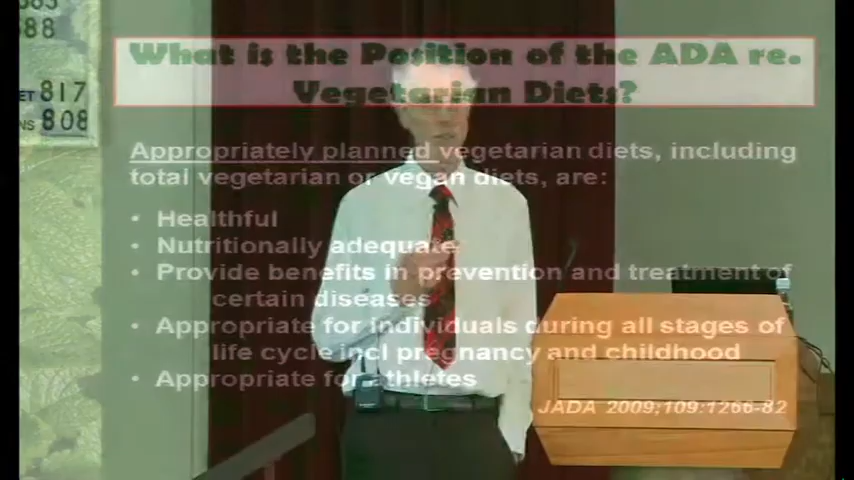 What is the Position of the ADA re.
Vegetarian Diets?
Appropriately planned vegetarian diets, including
total vegetarian or vegan diets, are:
• Healthful
• Nutritionally adequate
• Provide benefits in prevention and treatment of
certain diseases
• Appropriate for individuals during all stages of
life cycle incl pregnancy and childhood
• Appropriate for athletes
JADA 2009;109:1266-82
88
817
808